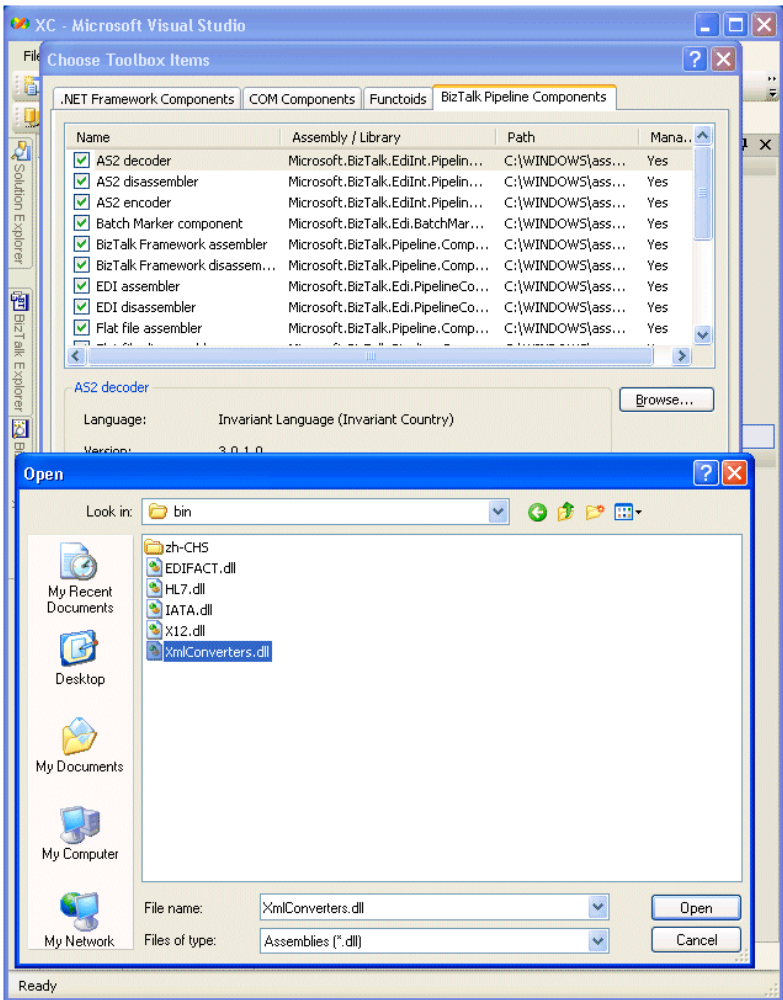 XC - Microsoft Visual Studio
File
Choose Toolbox Items
.NET Framework Components COM Components Functoids BizTalk Pipeline Components
Name Assembly / Library Path Mana..
AS2 decoder Microsoft.BizTalk.EdiInt.Pipelin... C:\WINDOWS\ass... Yes
AS2 disassembler Microsoft.BizTalk.EdiInt.Pipelin... C:\WINDOWS\ass... Yes
AS2 encoder Microsoft.BizTalk.EdiInt.Pipelin... C:\WINDOWS\ass... Yes
Batch Marker component Microsoft.BizTalk.Edi.BatchMar... C:\WINDOWS\ass... Yes
BizTalk Framework assembler Microsoft.BizTalk.Pipeline.Comp... C:\WINDOWS\ass... Yes
BizTalk Framework disassem... Microsoft.BizTalk.Pipeline.Comp... C:\WINDOWS\ass... Yes
EDI assembler Microsoft.BizTalk.Edi.PipelineCo... C:\WINDOWS\ass... Yes
EDI disassembler Microsoft.BizTalk.Edi.PipelineCo... C:\WINDOWS\ass... Yes
Flat file assembler Microsoft.BizTalk.Pipeline.Comp... C:\WINDOWS\ass... Yes
Solution Explorer
BizTalk Explorer
AS2 decoder
Browse...
Language: Invariant Language (Invariant Country)
Version: 3.0.1.0
Open
Look in: bin
My Recent Documents
Desktop
My Documents
My Computer
My Network
zh-CHS
EDIFACT.dll
HL7.dll
IATA.dll
X12.dll
XmlConverters.dll
File name: XmlConverters.dll Open
Files of type: Assemblies (*.dll) Cancel
Ready